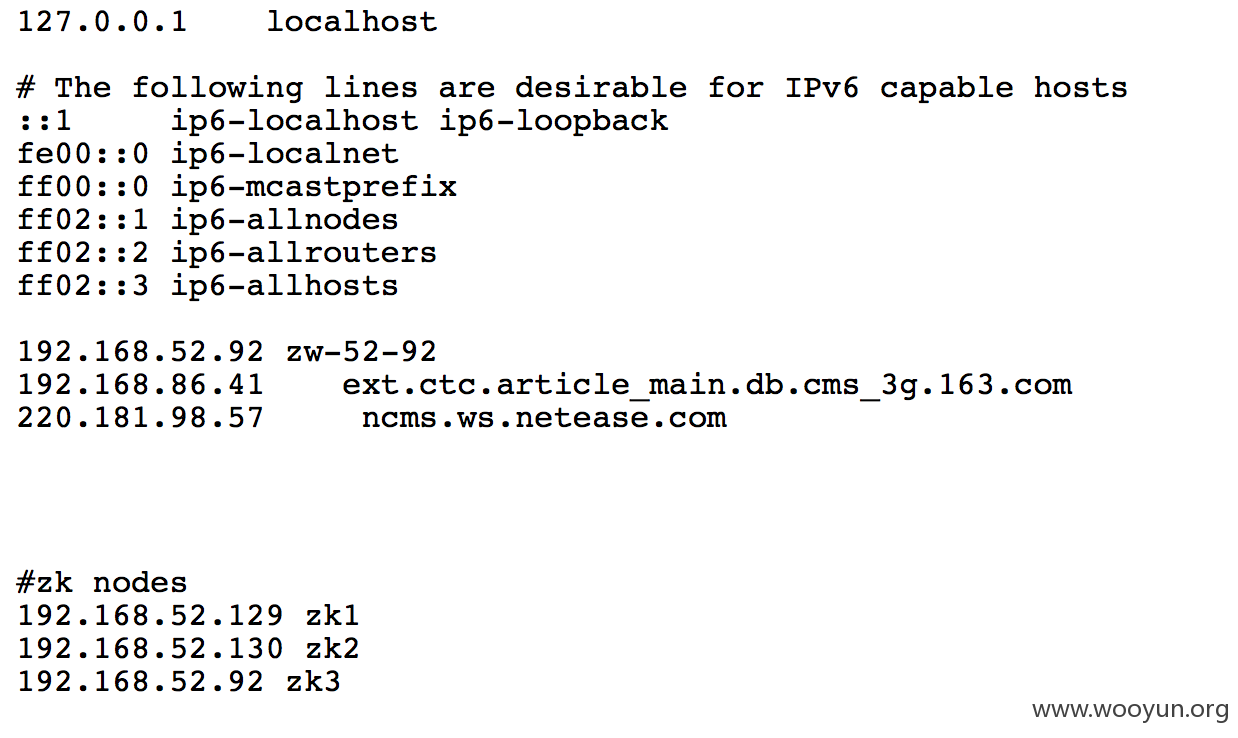 127.0.0.1    localhost
# The following lines are desirable for IPv6 capable hosts
::1     ip6-localhost ip6-loopback
fe00::0 ip6-localnet
ff00::0 ip6-mcastprefix
ff02::1 ip6-allnodes
ff02::2 ip6-allrouters
ff02::3 ip6-allhosts
192.168.52.92 zw-52-92
192.168.86.41    ext.ctc.article_main.db.cms_3g.163.com
220.181.98.57     ncms.ws.netease.com
#zk nodes
192.168.52.129 zk1
192.168.52.130 zk2
192.168.52.92 zk3
www.wooyun.org